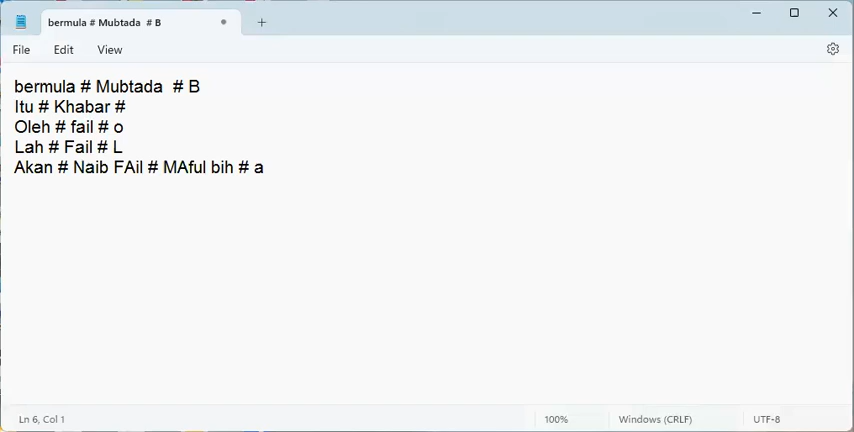 bermula # Mubtada  # B
File Edit View
bermula # Mubtada  # B
Itu # Khabar #
Oleh # fail # o
Lah # Fail # L
Akan # Naib FAil # MAful bih # a
Ln 6, Col 1 100% Windows (CRLF) UTF-8